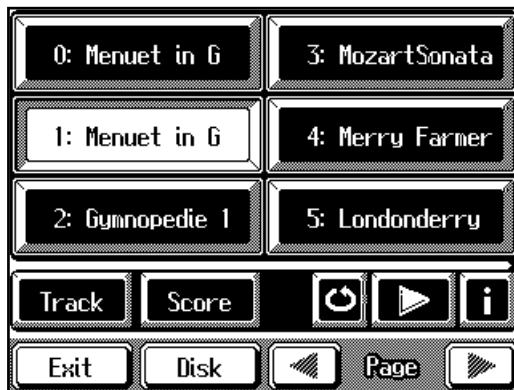 0: Menuet in G
3: MozartSonata
1: Menuet in G
4: Merry Farmer
2: Gymnopedie 1
5: Londonderry
Track Score i
Exit Disk Page